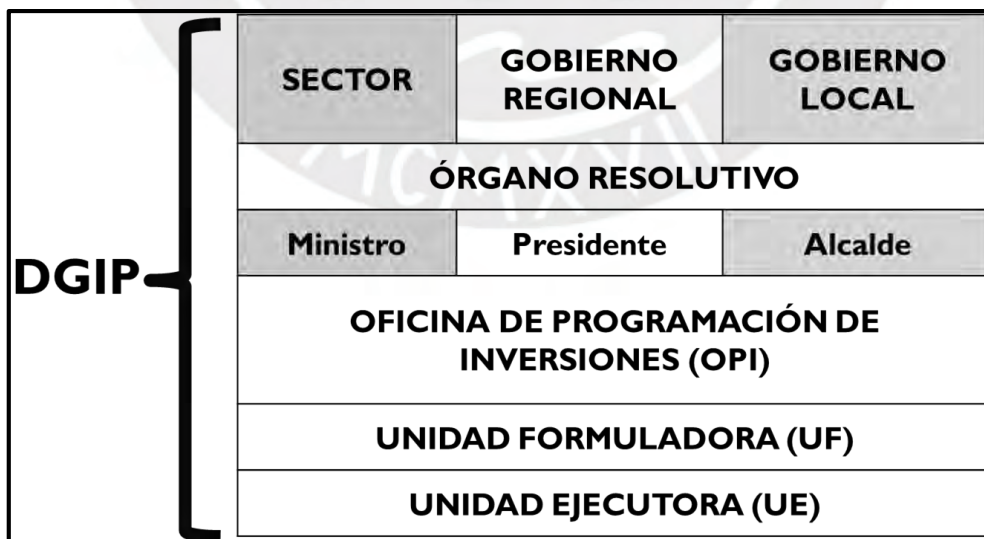 DGIP
SECTOR
GOBIERNO
REGIONAL
GOBIERNO
LOCAL
ÓRGANO RESOLUTIVO
Ministro
Presidente
Alcalde
OFICINA DE PROGRAMACIÓN DE
INVERSIONES (OPI)
UNIDAD FORMULADORA (UF)
UNIDAD EJECUTORA (UE)
MCMXVII